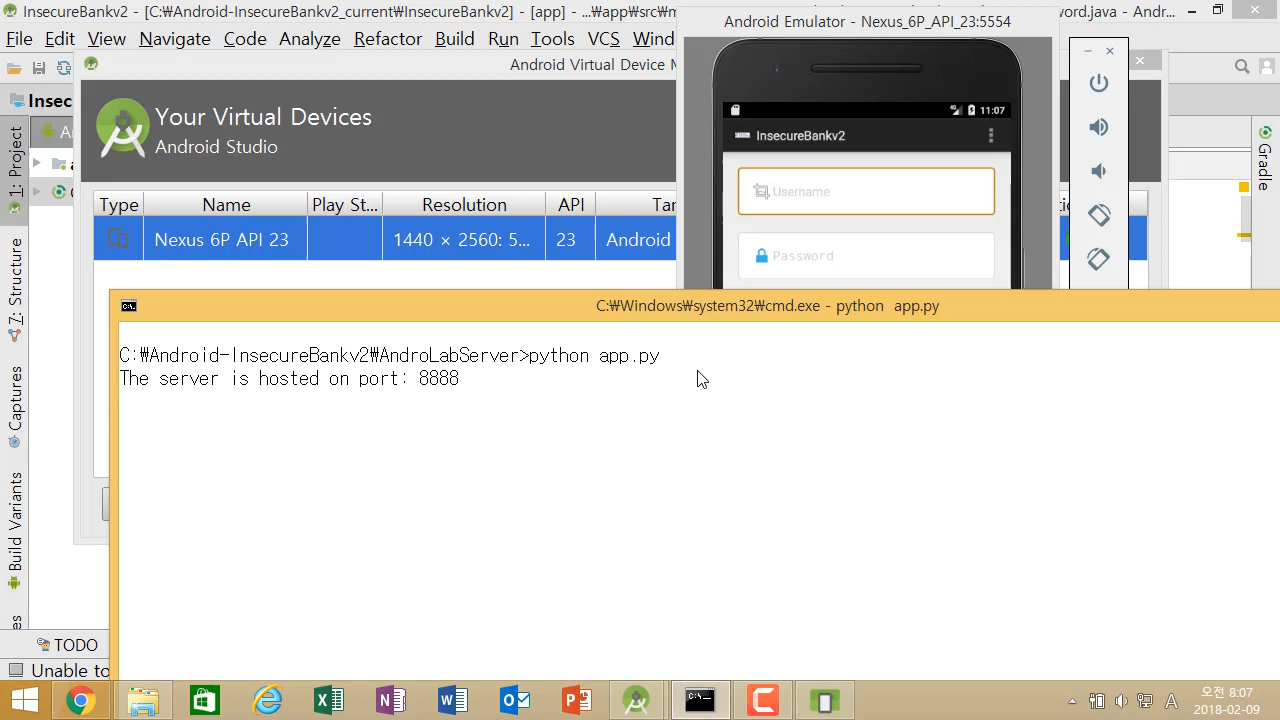 InsecureBankv2 - [C:₩Android-InsecureBankv2_current₩InsecureBankv2] - [app] - ...₩app₩src₩m
ord.java - Andr...
File Edit View Navigate Code Analyze Refactor Build Run Tools VCS Wind
Android Virtual Device M
Insec
Your Virtual Devices
Android Studio
Type Name Play St... Resolution API Tar
Nexus 6P API 23 1440 × 2560: 5... 23 Android
1: Project
7: Structure
Captures
Build Variants
Gradle
Android Emulator - Nexus_6P_API_23:5554
11:07
InsecureBankv2
Username
Password
C:₩Windows₩system32₩cmd.exe - python app.py
C:₩Android-InsecureBankv2₩AndroLabServer>python app.py
The server is hosted on port: 8888
TODO
Unable to
오전 8:07
2018-02-09
A